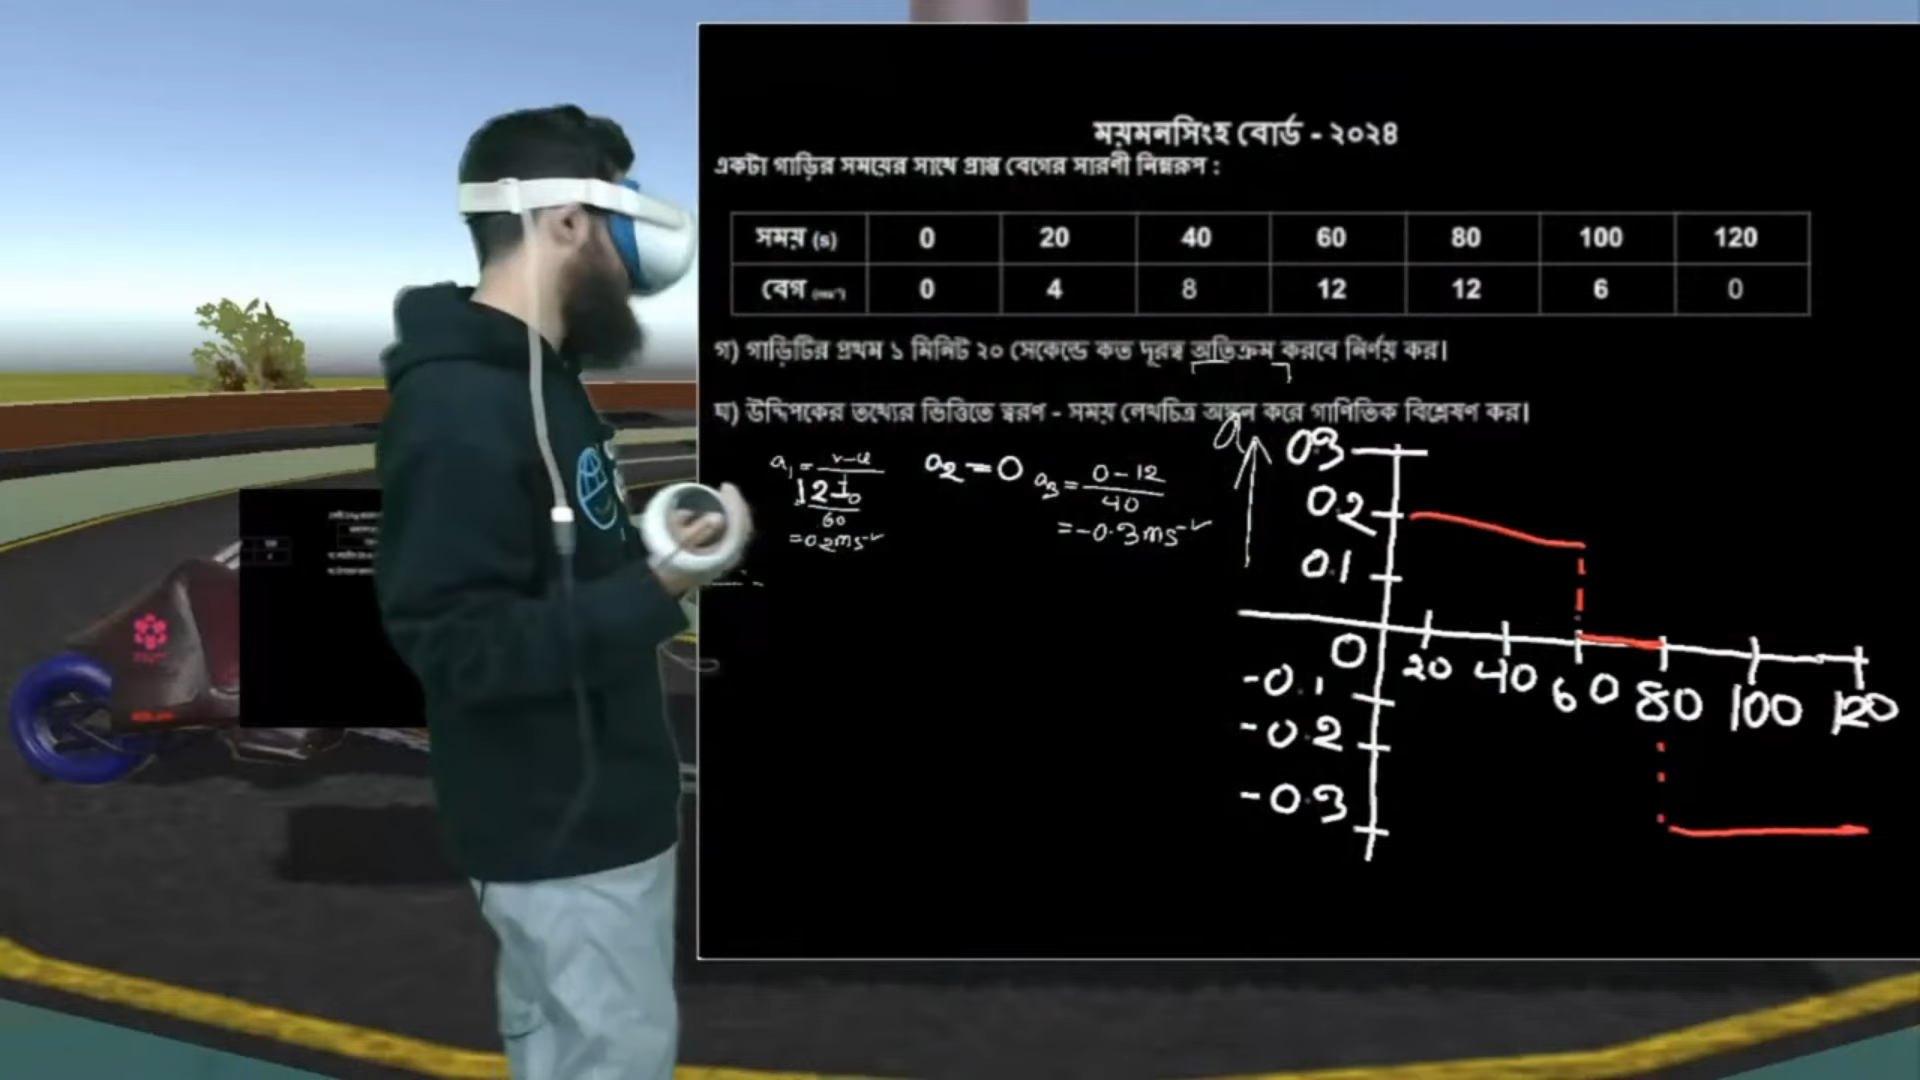 ময়মনসিংহ বোর্ড - ২০২৪
একটা গাড়ির সময়ের সাথে প্রাপ্ত বেগের সারণী নিম্নরূপ :
সময় (s) 0 20 40 60 80 100 120
বেগ (ms⁻¹) 0 4 8 12 12 6 0
গ) গাড়িটির প্রথম ১ মিনিট ২০ সেকেন্ডে কত দূরত্ব অতিক্রম করবে নির্ণয় কর।
ঘ) উদ্দিপকের তথ্যের ভিত্তিতে ত্বরণ - সময় লেখচিত্র অঙ্কন করে গাণিতিক বিশ্লেষণ কর।
a₁ = v-u
12-0
60
= 0.2ms⁻²
a₂ = 0
a₃ = 0-12
40
= -0.3ms⁻²
a
0.3
0.2
0.1
0 20 40 60 80 100 120
-0.1
-0.2
-0.3